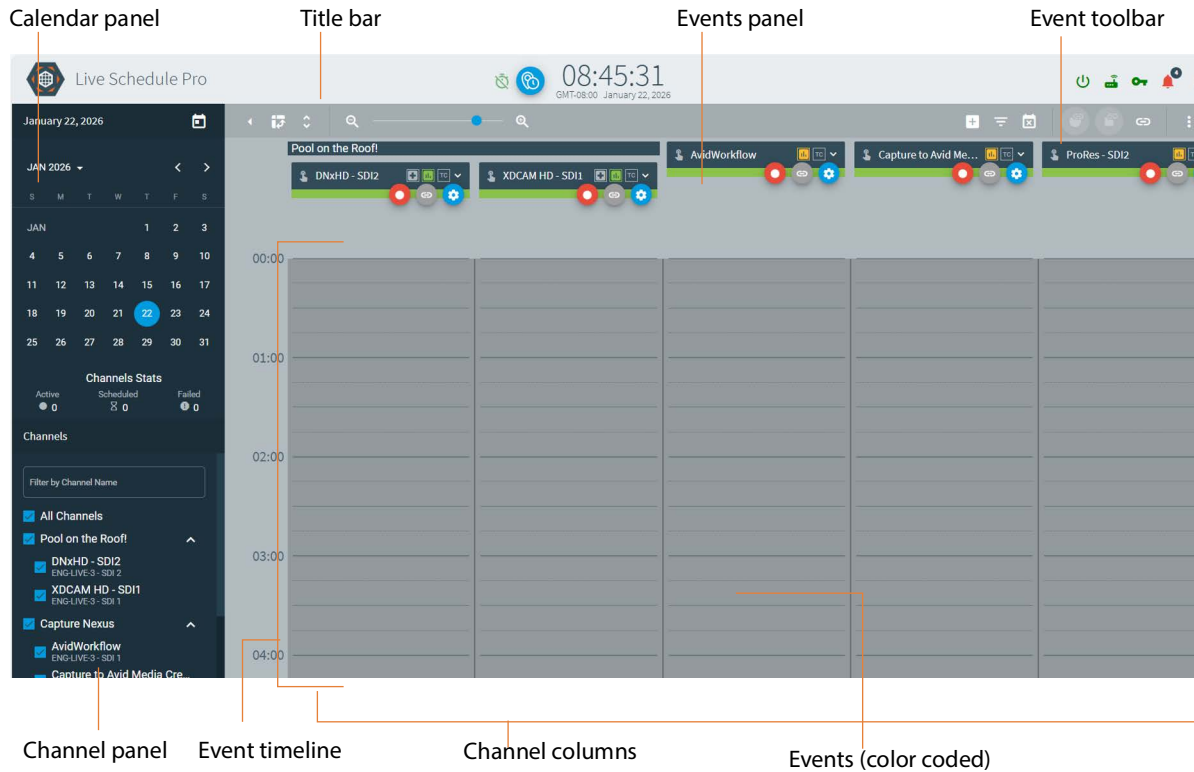 Calendar panel Title bar Events panel Event toolbar
Live Schedule Pro
08:45:31
GMT-08:00 January 22, 2026
4
January 22, 2026
JAN 2026
S M T W T F S
JAN 1 2 3
4 5 6 7 8 9 10
11 12 13 14 15 16 17
18 19 20 21 22 23 24
25 26 27 28 29 30 31
Channels Stats
Active Scheduled Failed
0 0 0
Channels
Filter by Channel Name
All Channels
Pool on the Roof!
DNxHD - SDI2
ENG-LIVE-3 - SDI 2
XDCAM HD - SDI1
ENG-LIVE-3 - SDI 1
Capture Nexus
AvidWorkflow
ENG-LIVE-3 - SDI 1
Capture to Avid Media Cre...
Pool on the Roof!
DNxHD - SDI2 TC
XDCAM HD - SDI1 TC
AvidWorkflow TC
Capture to Avid Me... TC
ProRes - SDI2
00:00
01:00
02:00
03:00
04:00
Channel panel Event timeline Channel columns Events (color coded)